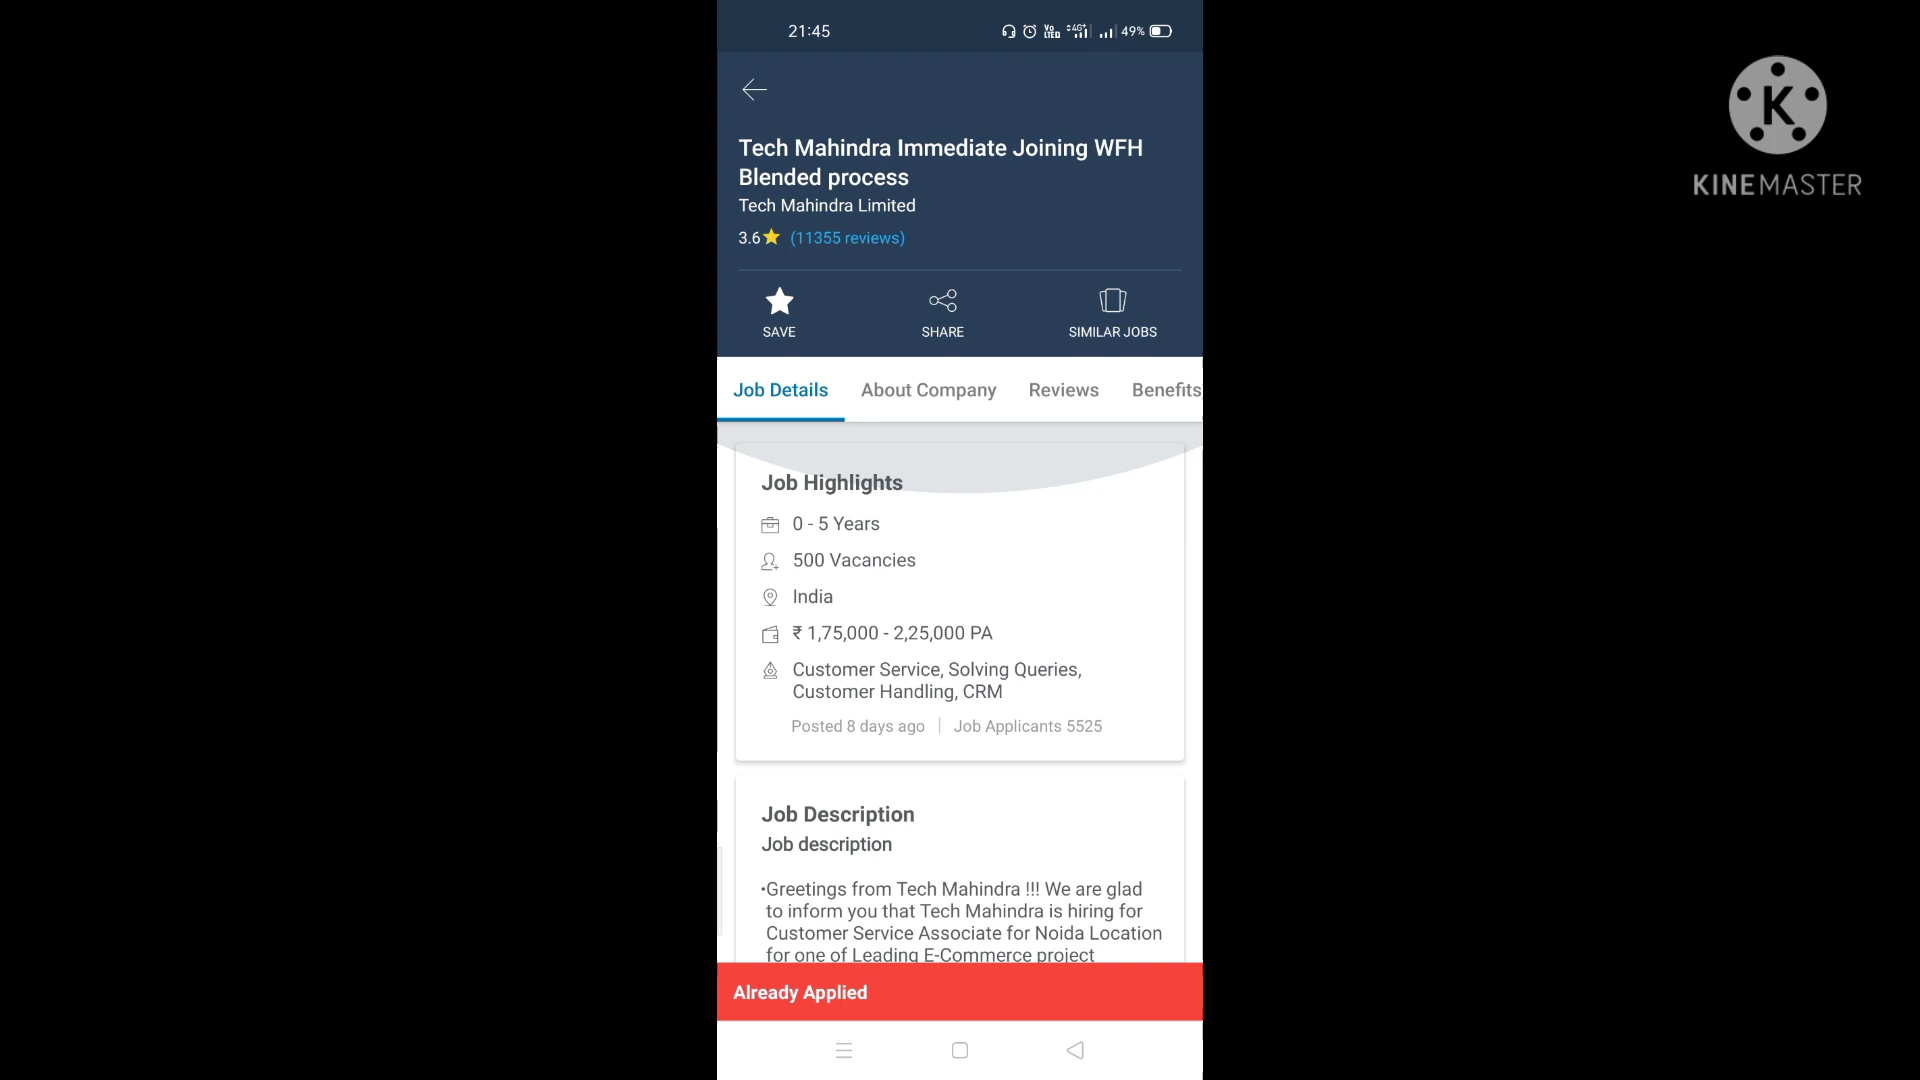 21:45
Vo LTED 4G+ 49%
Tech Mahindra Immediate Joining WFH
Blended process
Tech Mahindra Limited
3.6 (11355 reviews)
SAVE SHARE SIMILAR JOBS
Job Details About Company Reviews Benefits
Job Highlights
0 - 5 Years
500 Vacancies
India
₹ 1,75,000 - 2,25,000 PA
Customer Service, Solving Queries,
Customer Handling, CRM
Posted 8 days ago | Job Applicants 5525
Job Description
Job description
•Greetings from Tech Mahindra !!! We are glad
to inform you that Tech Mahindra is hiring for
Customer Service Associate for Noida Location
for one of Leading E-Commerce project
Already Applied
K
KINEMASTER